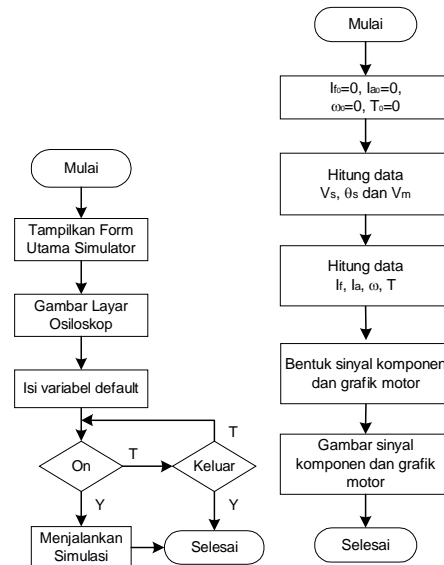 Mulai
Tampilkan Form
Utama Simulator
Gambar Layar
Osiloskop
Isi variabel default
T
On
T
Keluar
Y
Y
Menjalankan
Simulasi
Selesai
Mulai
If₀=0, Ia₀=0,
ω₀=0, T₀=0
Hitung data
Vs, θs dan Vm
Hitung data
If, Ia, ω, T
Bentuk sinyal komponen
dan grafik motor
Gambar sinyal
komponen dan grafik
motor
Selesai